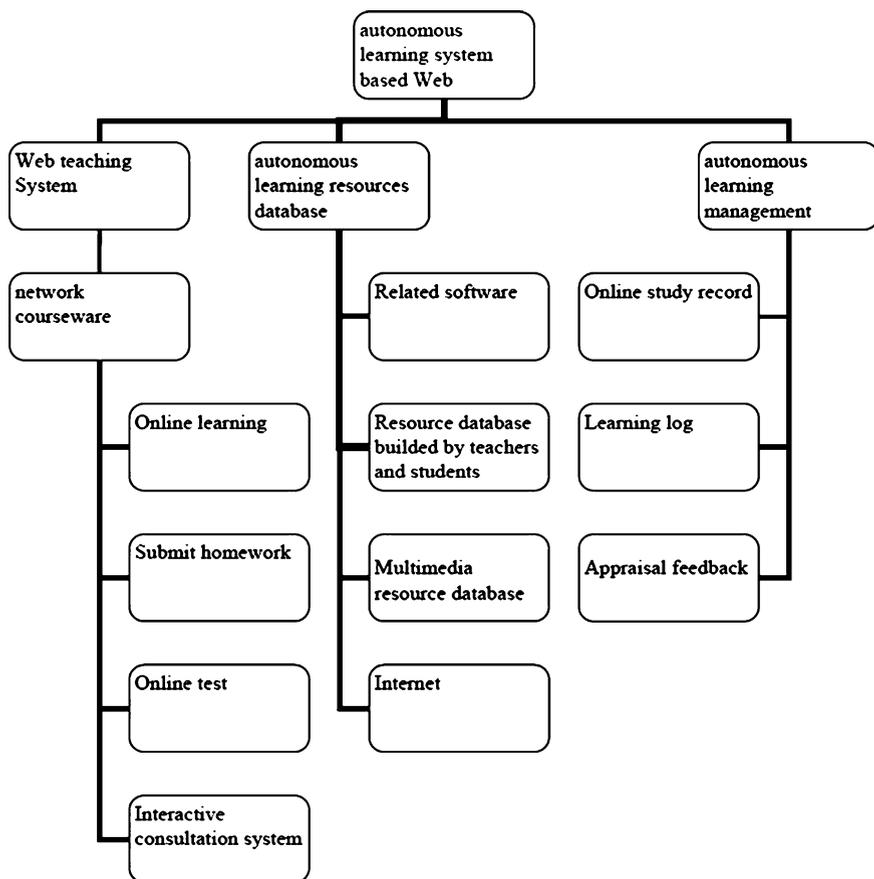 autonomous
learning system
based Web
Web teaching
System
autonomous
learning resources
database
autonomous
learning
management
network
courseware
Related software
Online study record
Online learning
Resource database
builded by teachers
and students
Learning log
Submit homework
Multimedia
resource database
Appraisal feedback
Online test
Internet
Interactive
consultation system